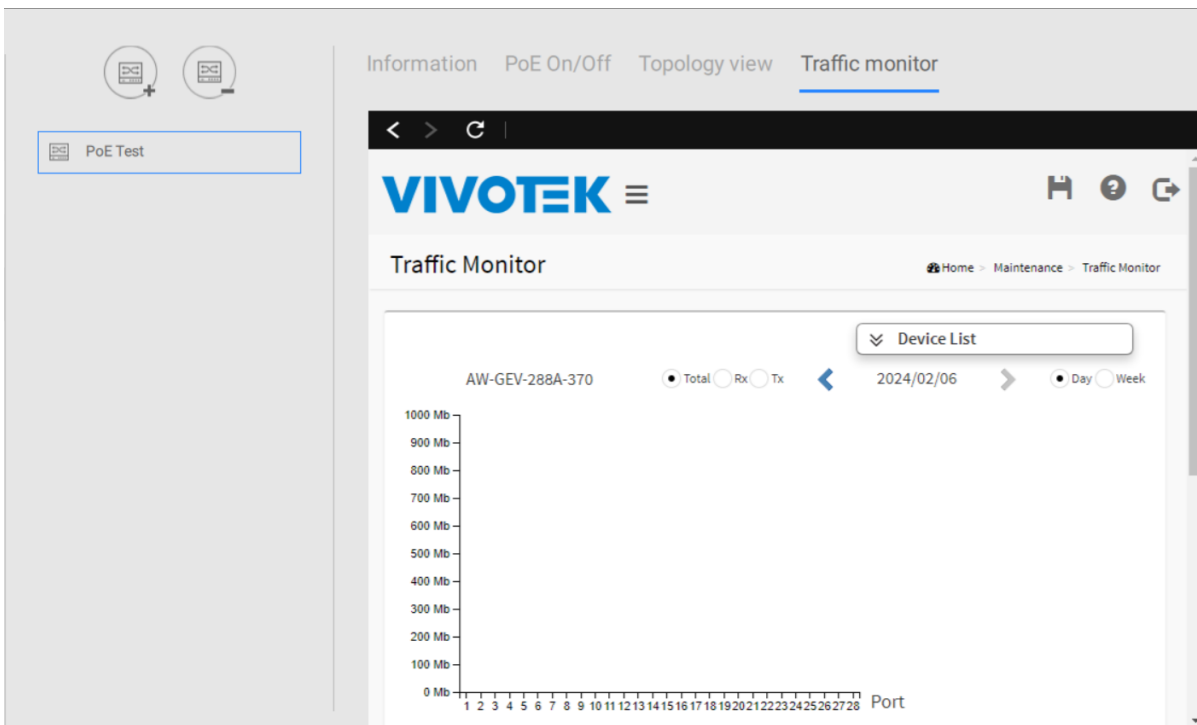 Information PoE On/Off Topology view Traffic monitor
PoE Test
VIVOTEK
Traffic Monitor
Home > Maintenance > Traffic Monitor
Device List
AW-GEV-288A-370 Total Rx Tx 2024/02/06 Day Week
1000 Mb
900 Mb
800 Mb
700 Mb
600 Mb
500 Mb
400 Mb
300 Mb
200 Mb
100 Mb
0 Mb
1 2 3 4 5 6 7 8 9 10 11 12 13 14 15 16 17 18 19 20 21 22 23 24 25 26 27 28 Port